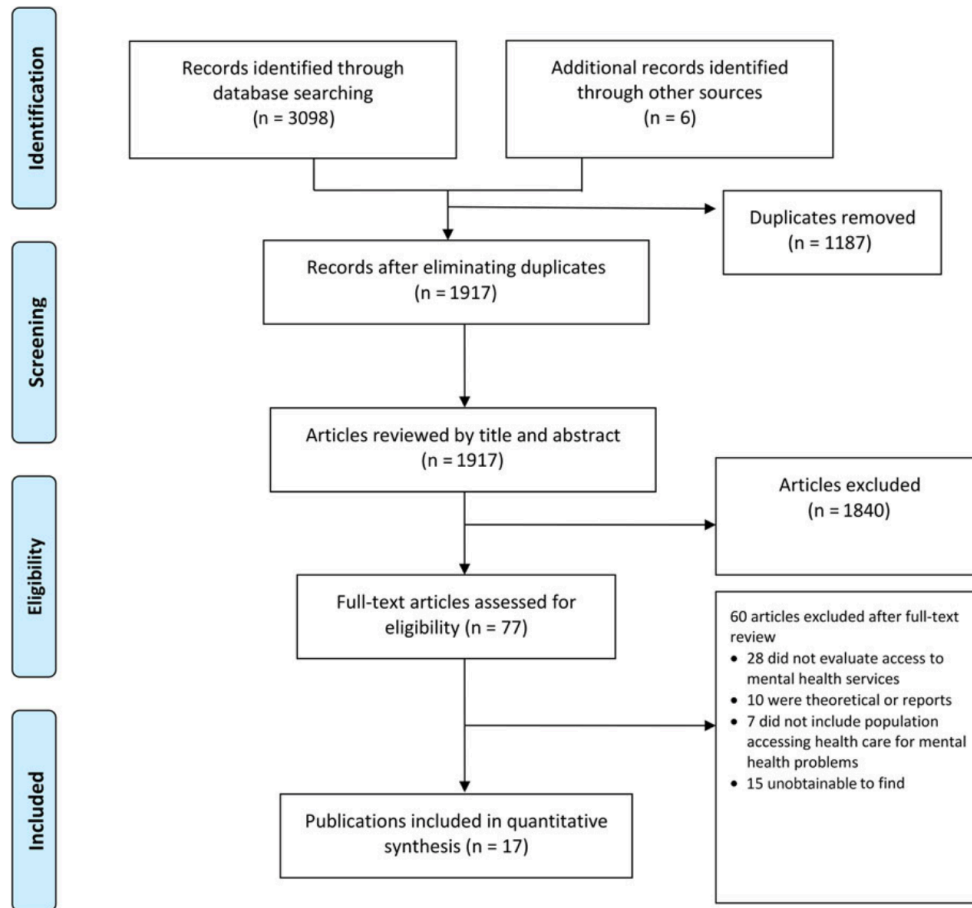 Identification
Records identified through
database searching
(n = 3098)
Additional records identified
through other sources
(n = 6)
Duplicates removed
(n = 1187)
Screening
Records after eliminating duplicates
(n = 1917)
Articles reviewed by title and abstract
(n = 1917)
Articles excluded
(n = 1840)
Eligibility
Full-text articles assessed for
eligibility (n = 77)
60 articles excluded after full-text
review
• 28 did not evaluate access to
mental health services
• 10 were theoretical or reports
• 7 did not include population
accessing health care for mental
health problems
• 15 unobtainable to find
Included
Publications included in quantitative
synthesis (n = 17)